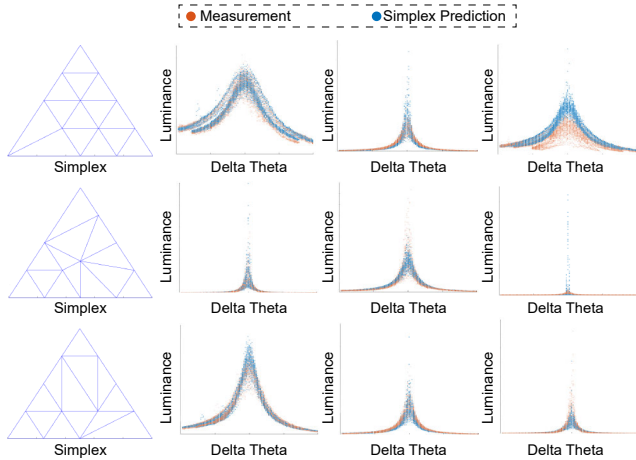 Measurement Simplex Prediction
Luminance Luminance Luminance
Simplex Delta Theta Delta Theta Delta Theta
Luminance Luminance Luminance
Simplex Delta Theta Delta Theta Delta Theta
Luminance Luminance Luminance
Simplex Delta Theta Delta Theta Delta Theta